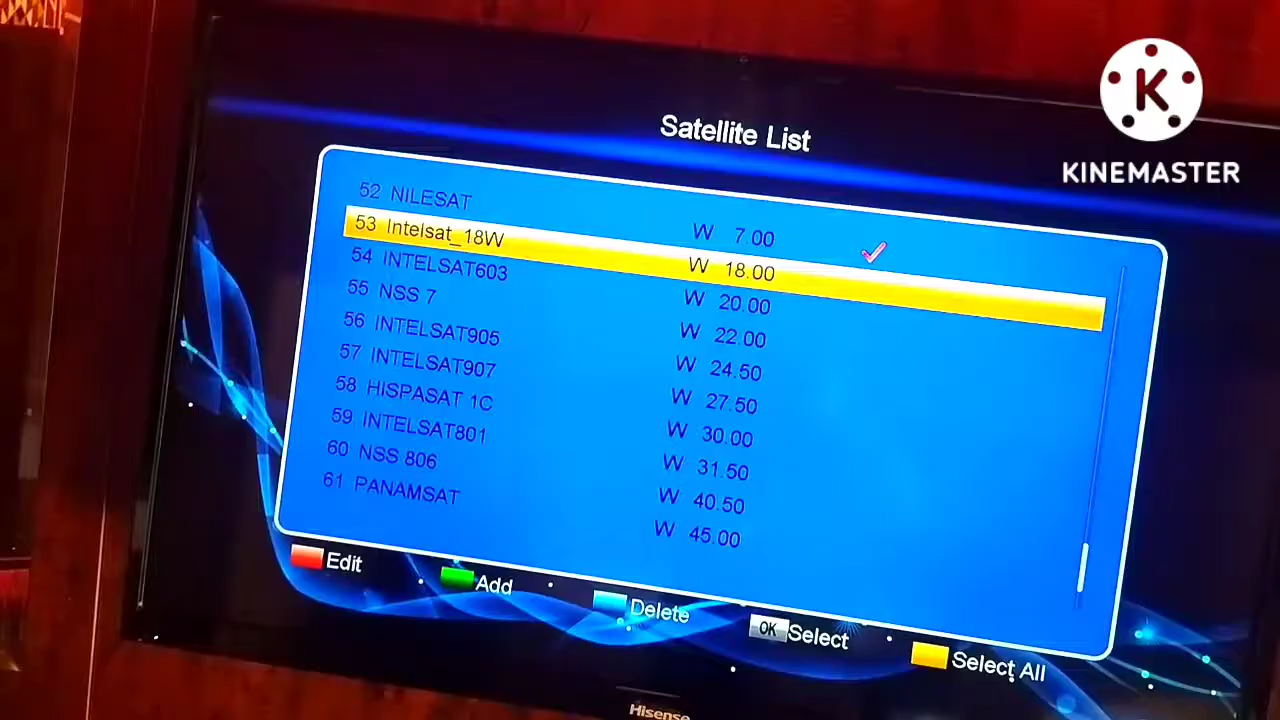 Satellite List
52 NILESAT W 7.00
53 Intelsat_18W W 18.00
54 INTELSAT603 W 20.00
55 NSS 7 W 22.00
56 INTELSAT905 W 24.50
57 INTELSAT907 W 27.50
58 HISPASAT 1C W 30.00
59 INTELSAT801 W 31.50
60 NSS 806 W 40.50
61 PANAMSAT W 45.00
Edit Add Delete OK Select Select All
Hisense
K
KINEMASTER